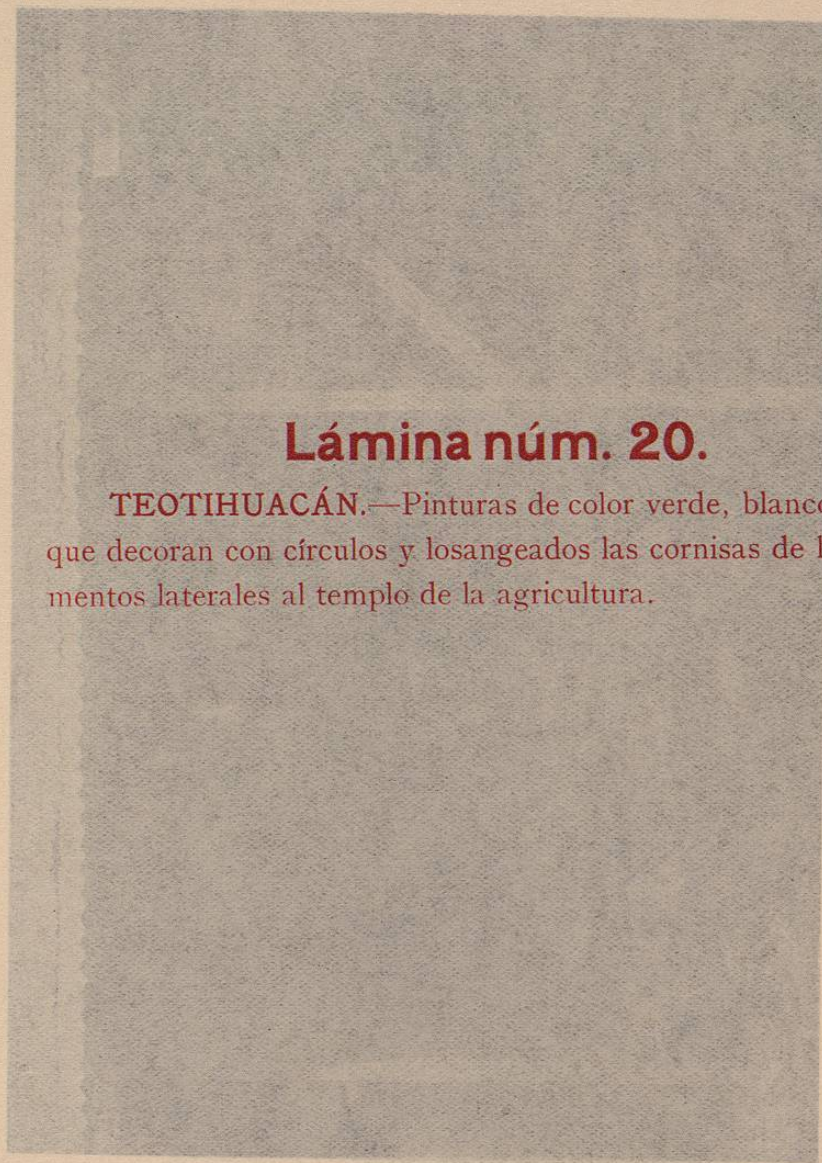 Lámina núm. 20.
TEOTIHUACÁN.—Pinturas de color verde, blanco
que decoran con círculos y losangeados las cornisas de
mentos laterales al templo de la agricultura.